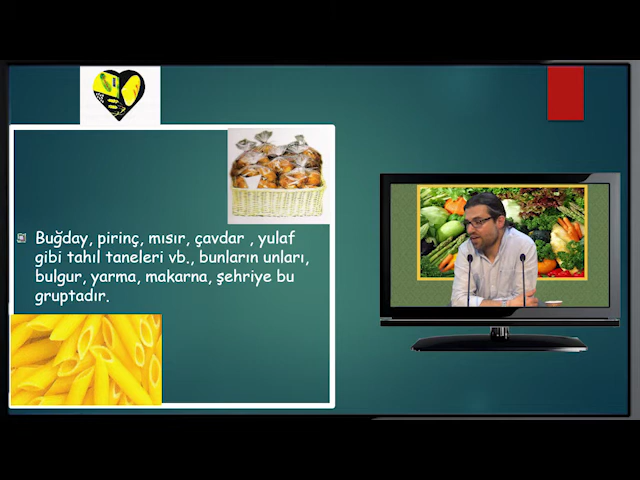 Buğday, pirinç, mısır, çavdar , yulaf
gibi tahıl taneleri vb., bunların unları,
bulgur, yarma, makarna, şehriye bu
gruptadır.